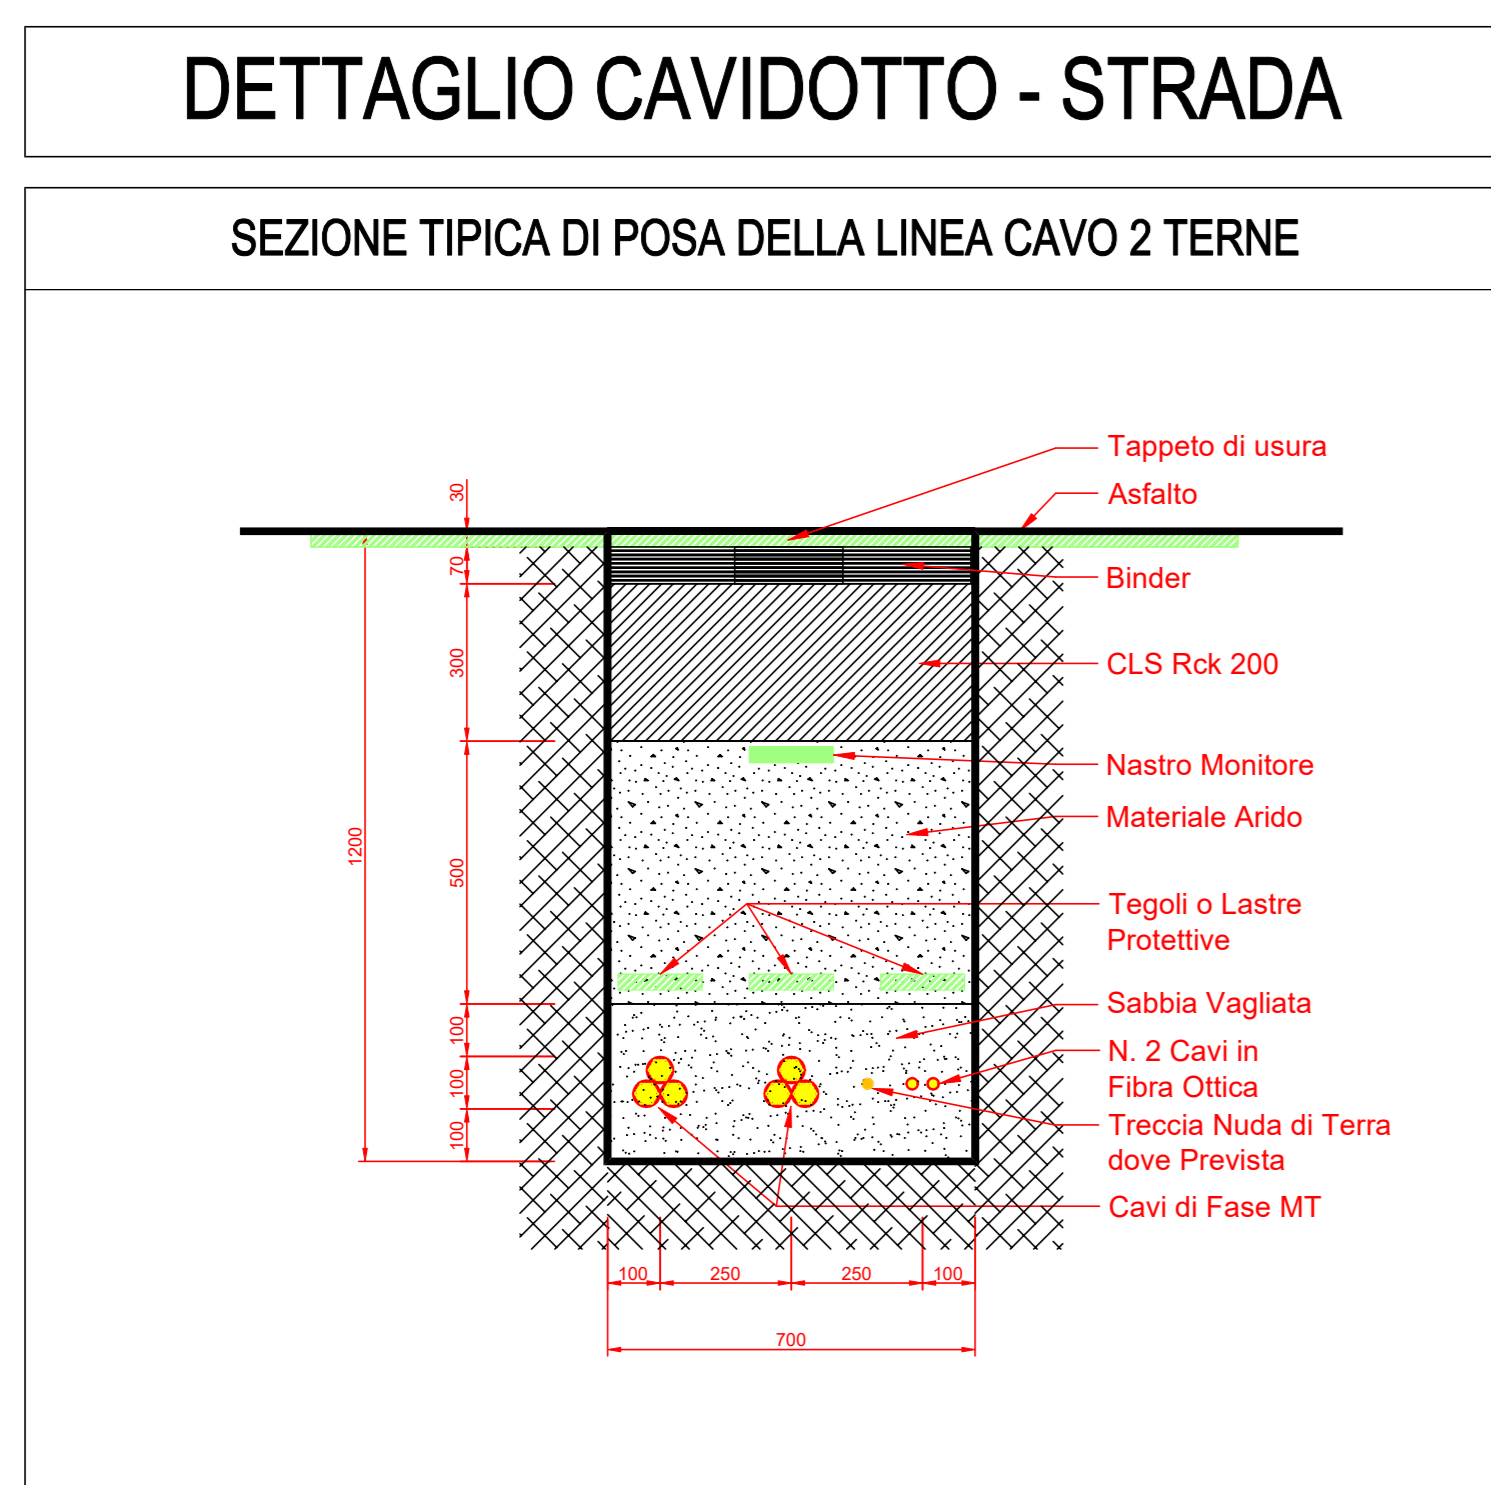 DETTAGLIO CAVIDOTTO - STRADA
SEZIONE TIPICA DI POSA DELLA LINEA CAVO 2 TERNE
Tappeto di usura
Asfalto
Binder
CLS Rck 200
Nastro Monitore
Materiale Arido
Tegoli o Lastre
Protettive
Sabbia Vagliata
N. 2 Cavi in
Fibra Ottica
Treccia Nuda di Terra
dove Prevista
Cavi di Fase MT
30
70
300
500
100
100
100
1200
100
250
250
100
700